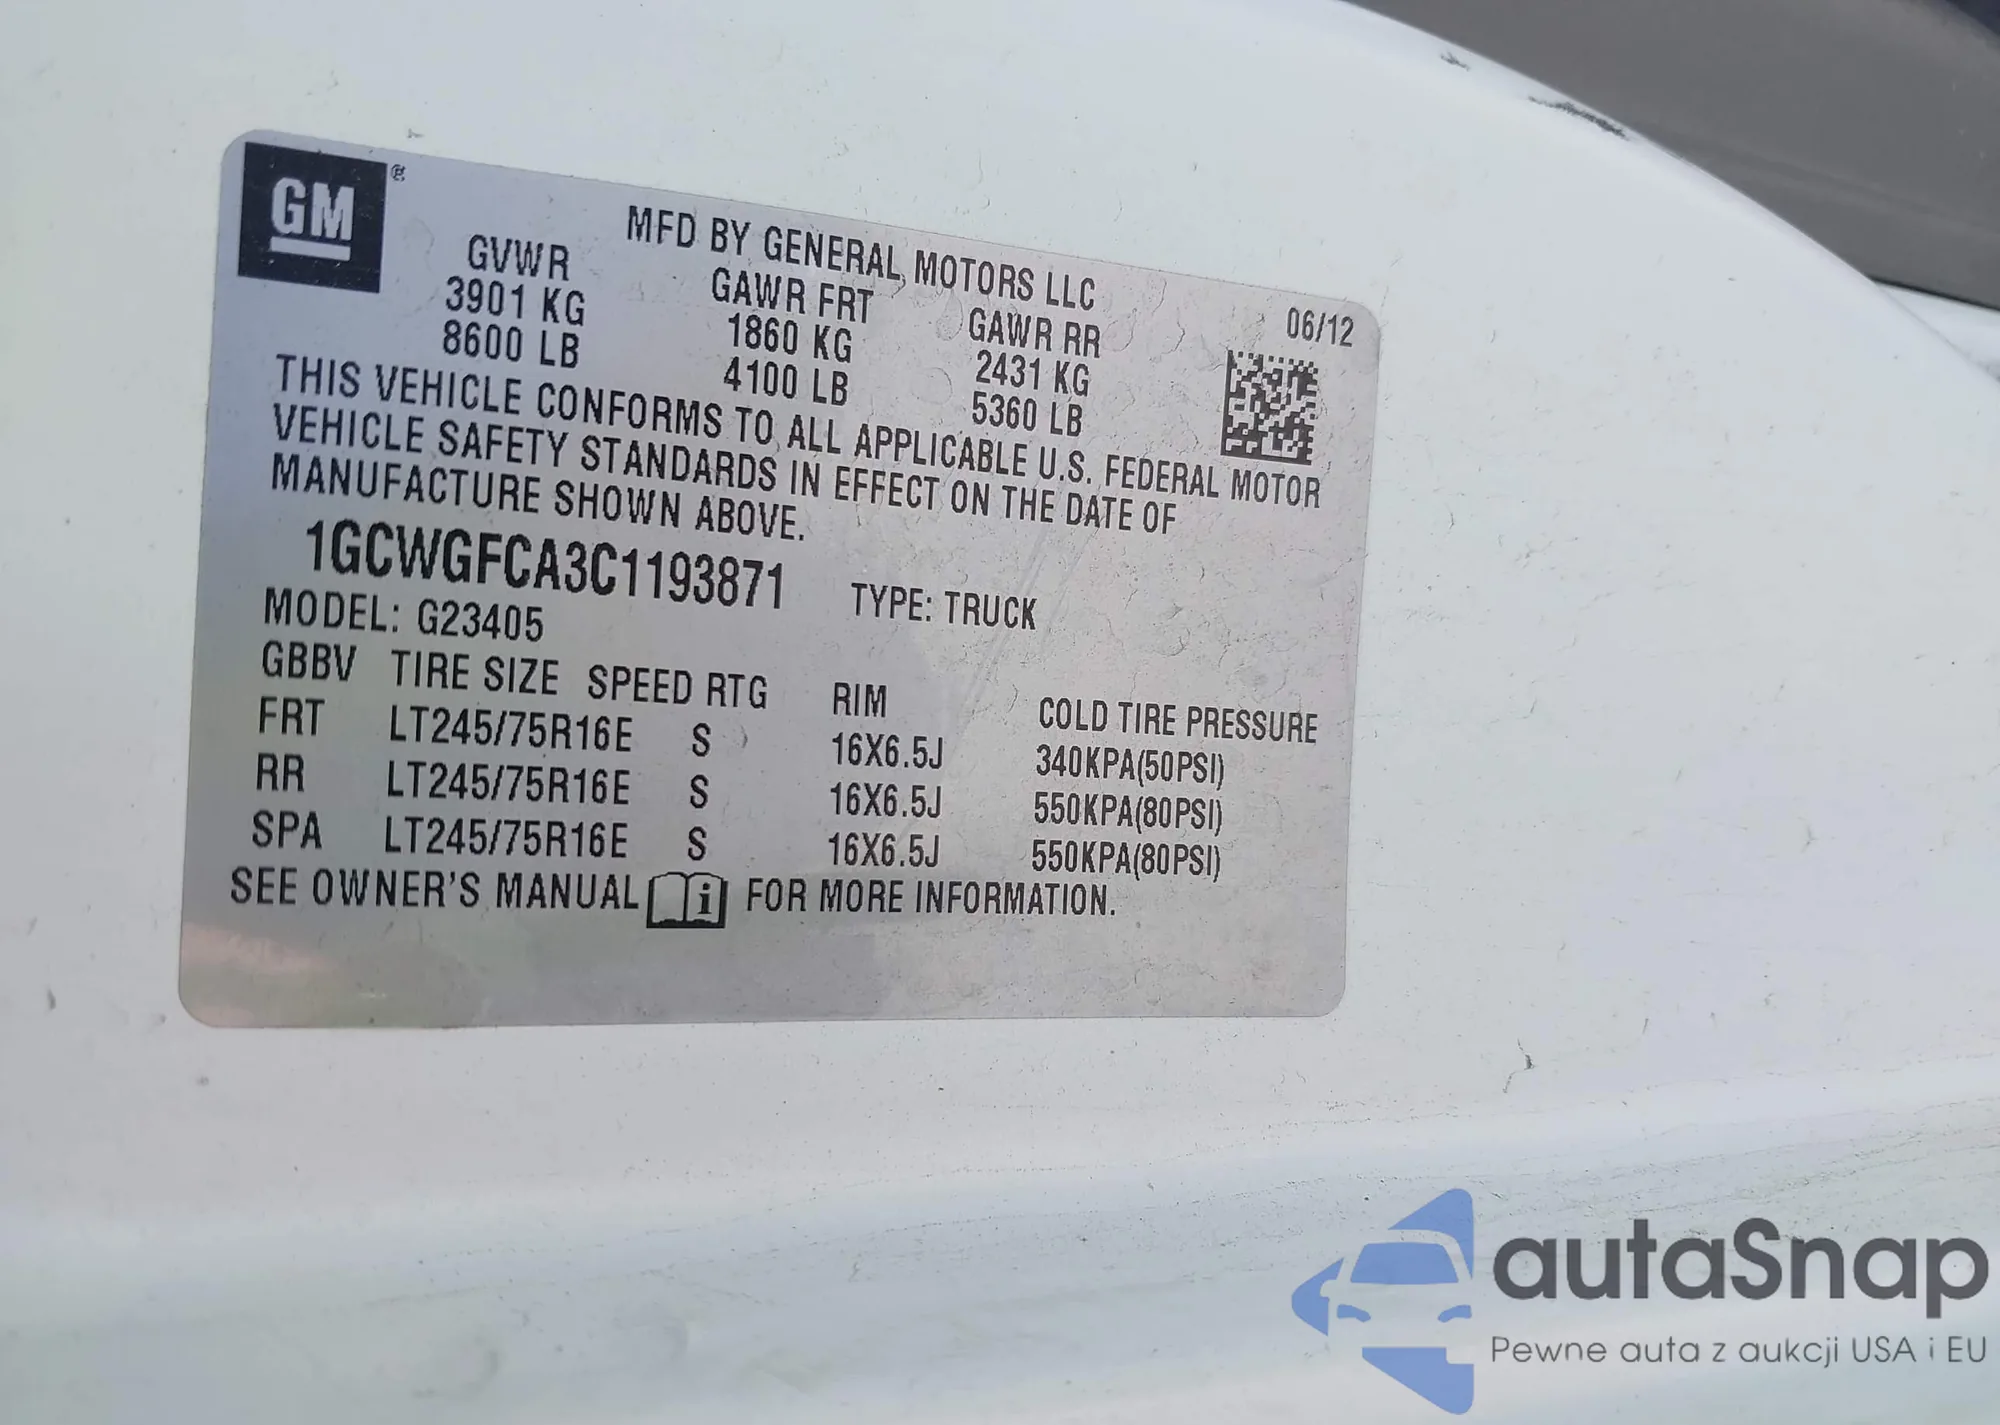 GM ®
MFD BY GENERAL MOTORS LLC
GVWR GAWR FRT GAWR RR 06/12
3901 KG 1860 KG 2431 KG
8600 LB 4100 LB 5360 LB
THIS VEHICLE CONFORMS TO ALL APPLICABLE U.S. FEDERAL MOTOR
VEHICLE SAFETY STANDARDS IN EFFECT ON THE DATE OF
MANUFACTURE SHOWN ABOVE.
1GCWGFCA3C1193871 TYPE: TRUCK
MODEL: G23405
GBBV TIRE SIZE SPEED RTG RIM COLD TIRE PRESSURE
FRT LT245/75R16E S 16X6.5J 340KPA(50PSI)
RR LT245/75R16E S 16X6.5J 550KPA(80PSI)
SPA LT245/75R16E S 16X6.5J 550KPA(80PSI)
SEE OWNER'S MANUAL i FOR MORE INFORMATION.
autaSnap
Pewne auta z aukcji USA i EU